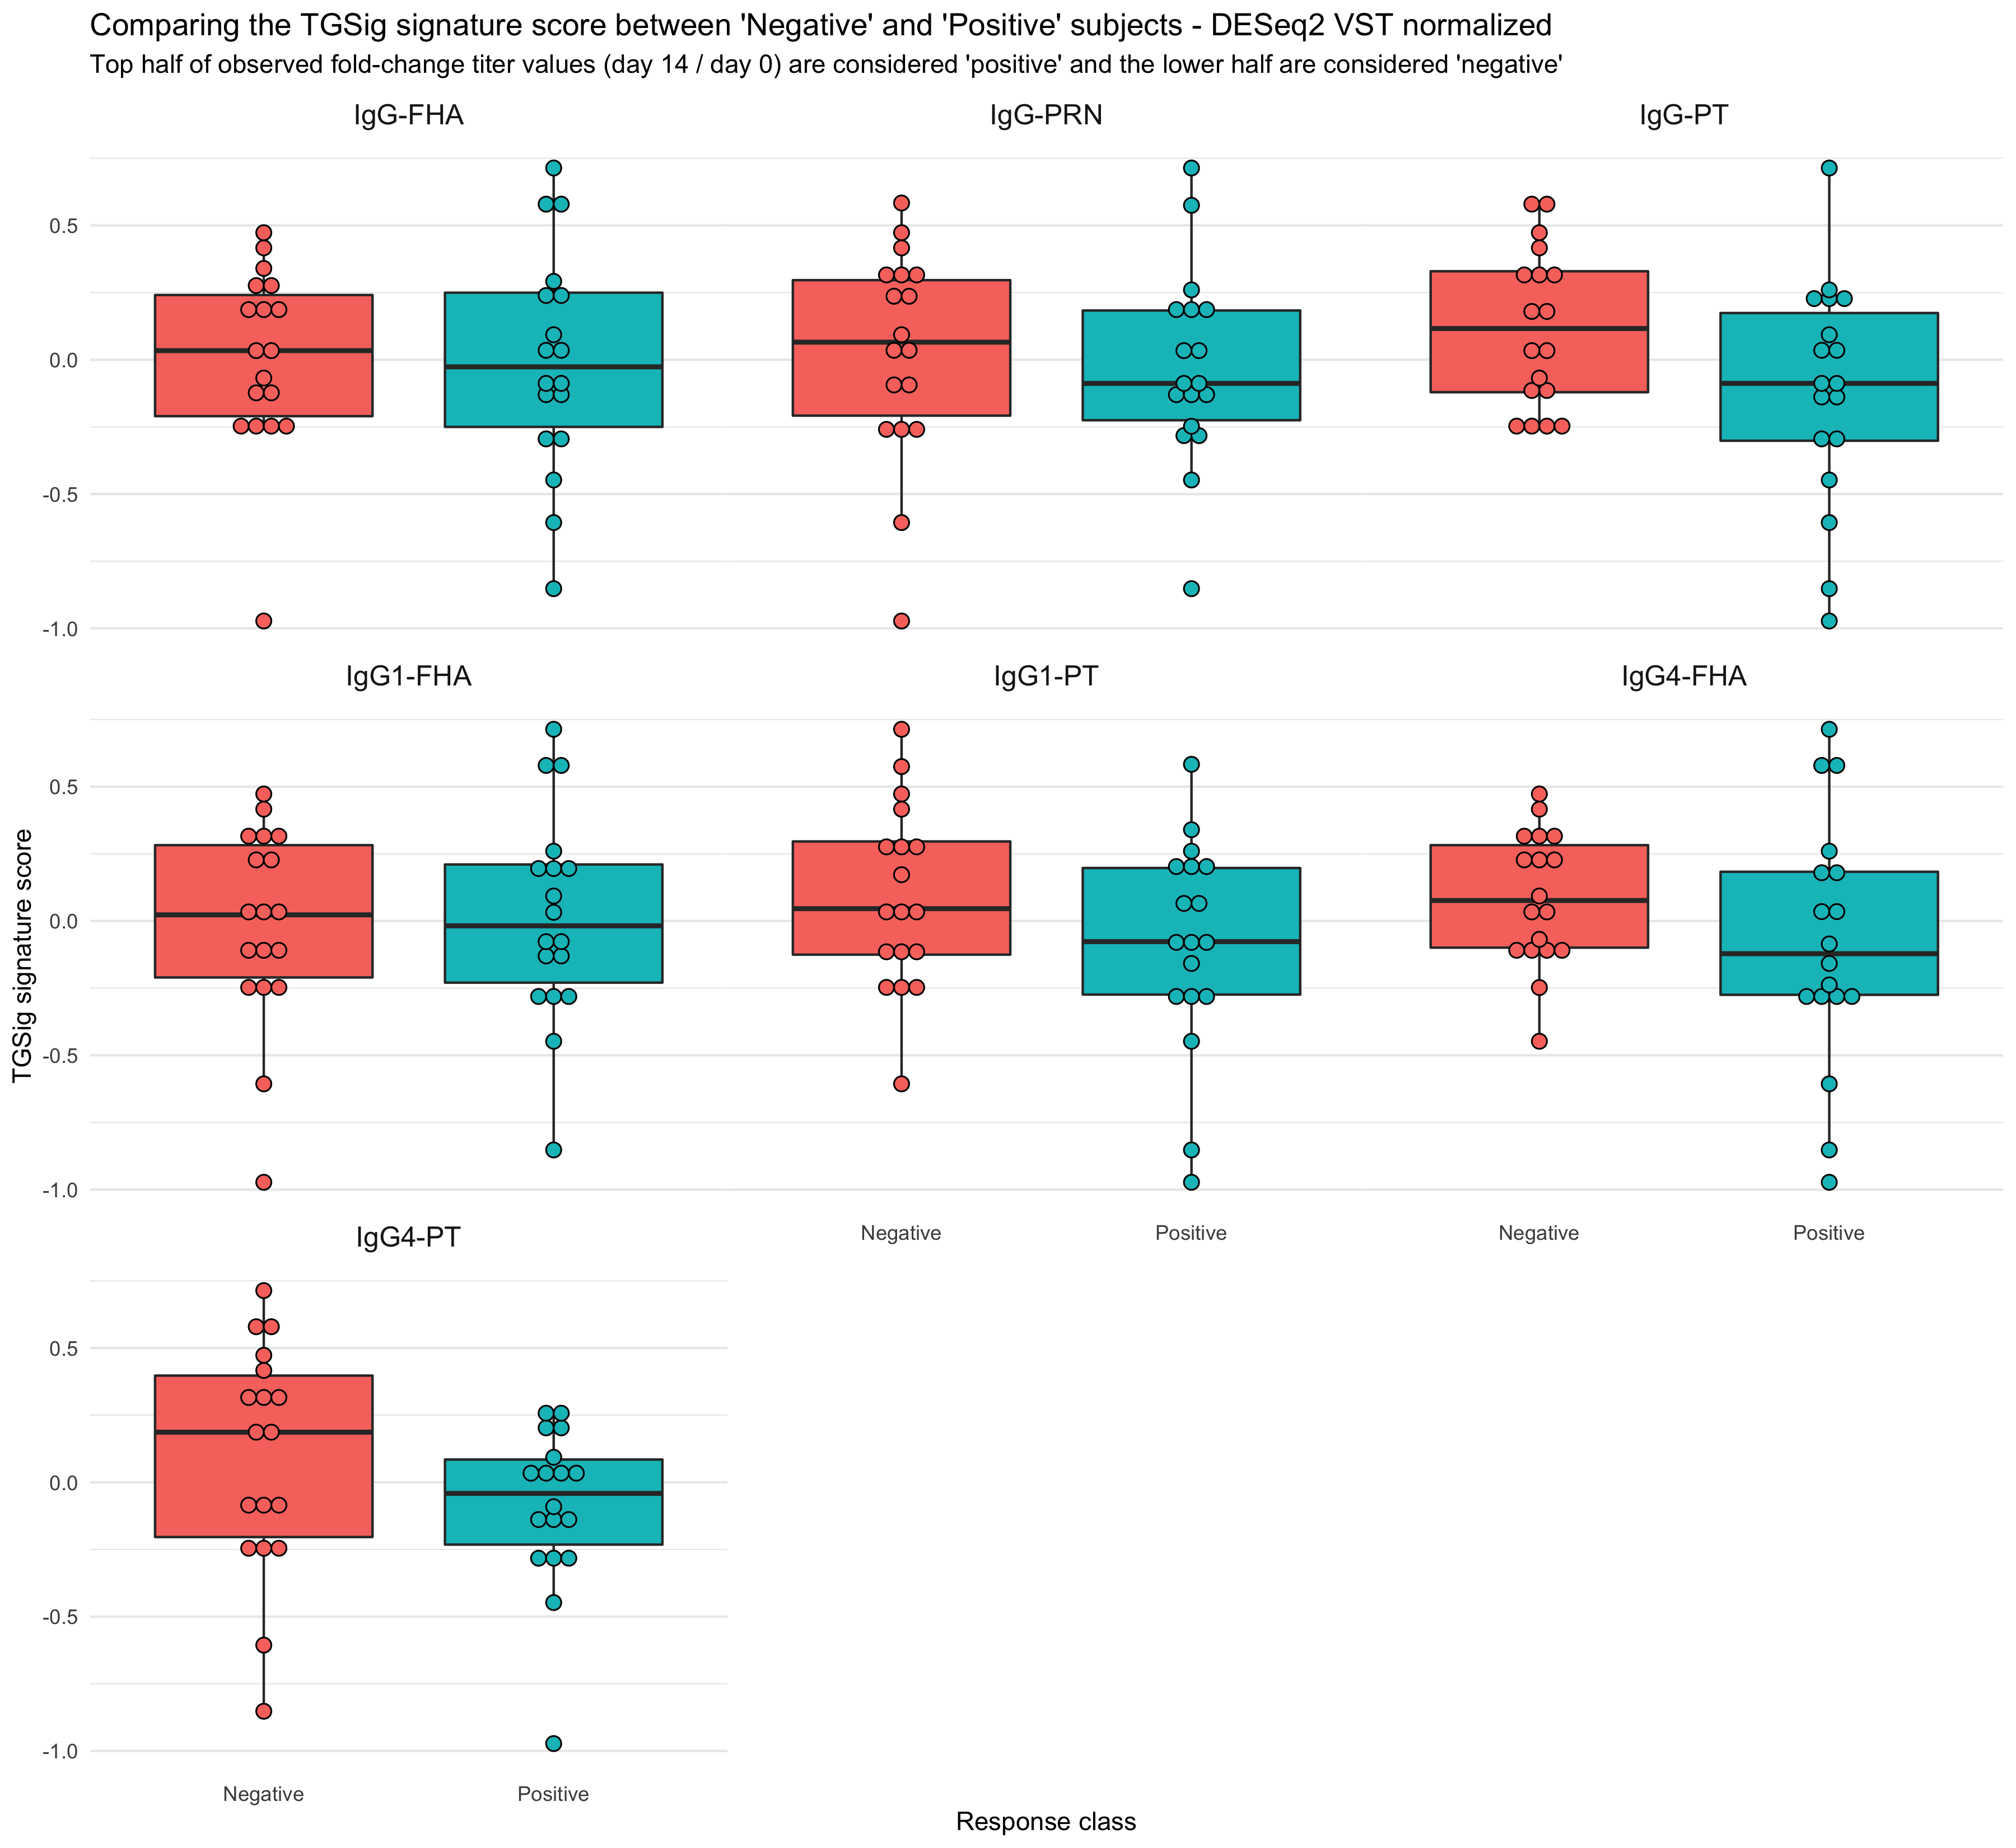 Comparing the TGSig signature score between 'Negative' and 'Positive' subjects - DESeq2 VST normalized
Top half of observed fold-change titer values (day 14 / day 0) are considered 'positive' and the lower half are considered 'negative'
IgG-FHA
IgG-PRN
IgG-PT
0.5
0.0
-0.5
-1.0
IgG1-FHA
IgG1-PT
IgG4-FHA
0.5
0.0
-0.5
-1.0
TGSig signature score
Negative
Positive
Negative
Positive
IgG4-PT
0.5
0.0
-0.5
-1.0
Negative
Positive
Response class